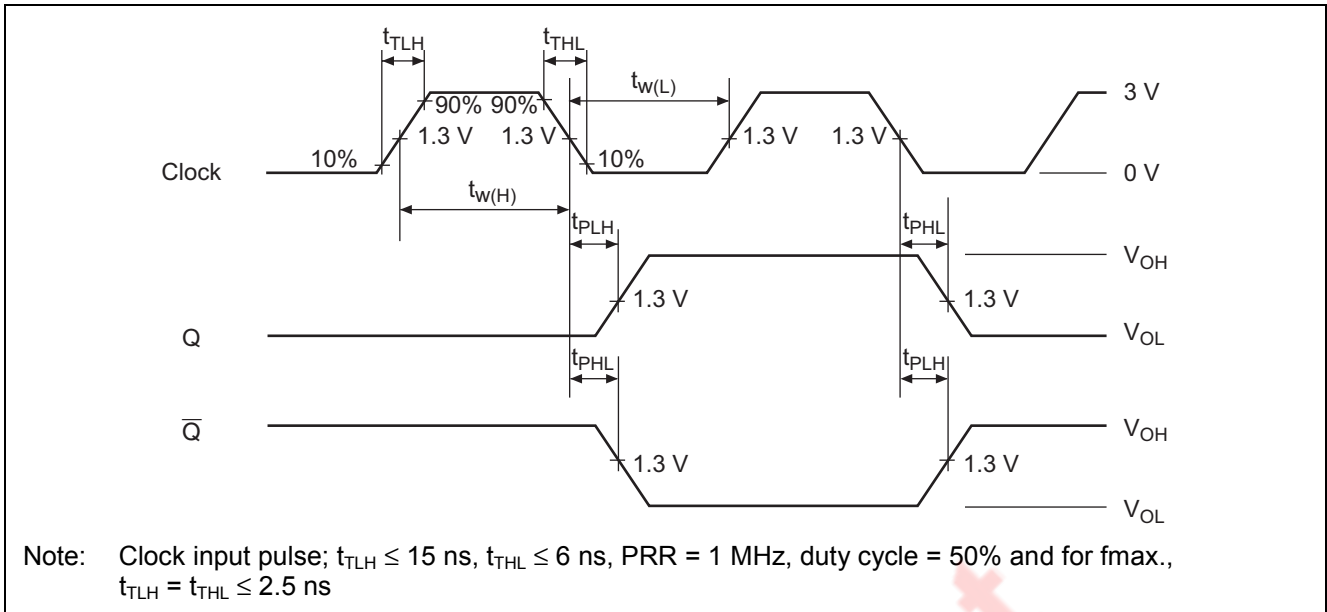 tTLH tTHL
tw(L)
3 V
90% 90%
1.3 V 1.3 V 1.3 V 1.3 V
10% 10%
Clock 0 V
tw(H)
tPLH tPHL
VOH
1.3 V 1.3 V
Q VOL
tPHL tPLH
Q̅ VOH
1.3 V 1.3 V
VOL
Note: Clock input pulse; tTLH ≤ 15 ns, tTHL ≤ 6 ns, PRR = 1 MHz, duty cycle = 50% and for fmax.,
tTLH = tTHL ≤ 2.5 ns